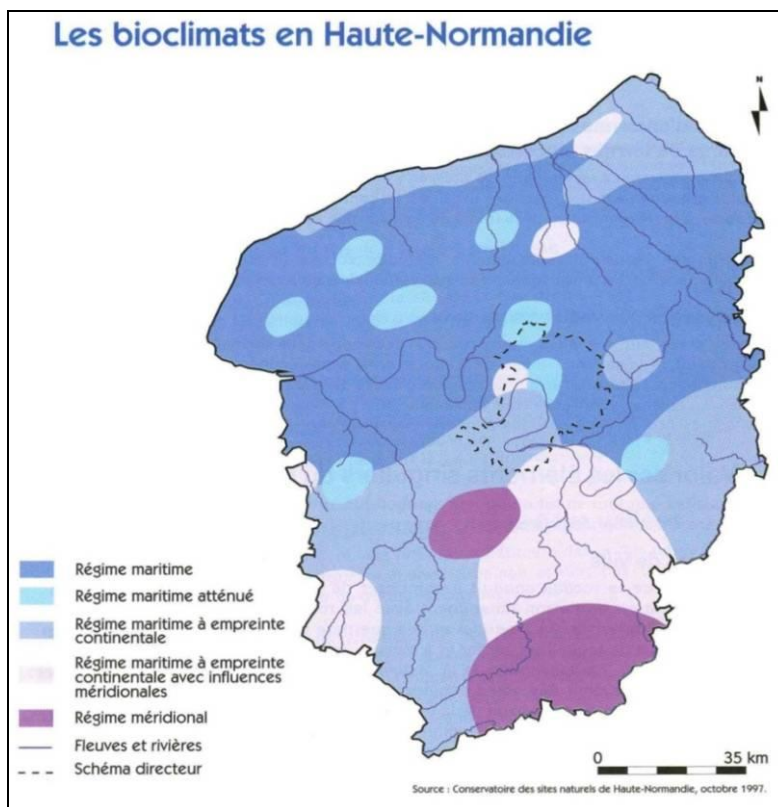 Les bioclimats en Haute-Normandie
N
Régime maritime
Régime maritime atténué
Régime maritime à empreinte
continentale
Régime maritime à empreinte
continentale avec influences
méridionales
Régime méridional
Fleuves et rivières
Schéma directeur
0 35 km
Source : Conservatoire des sites naturels de Haute-Normandie, octobre 1997.